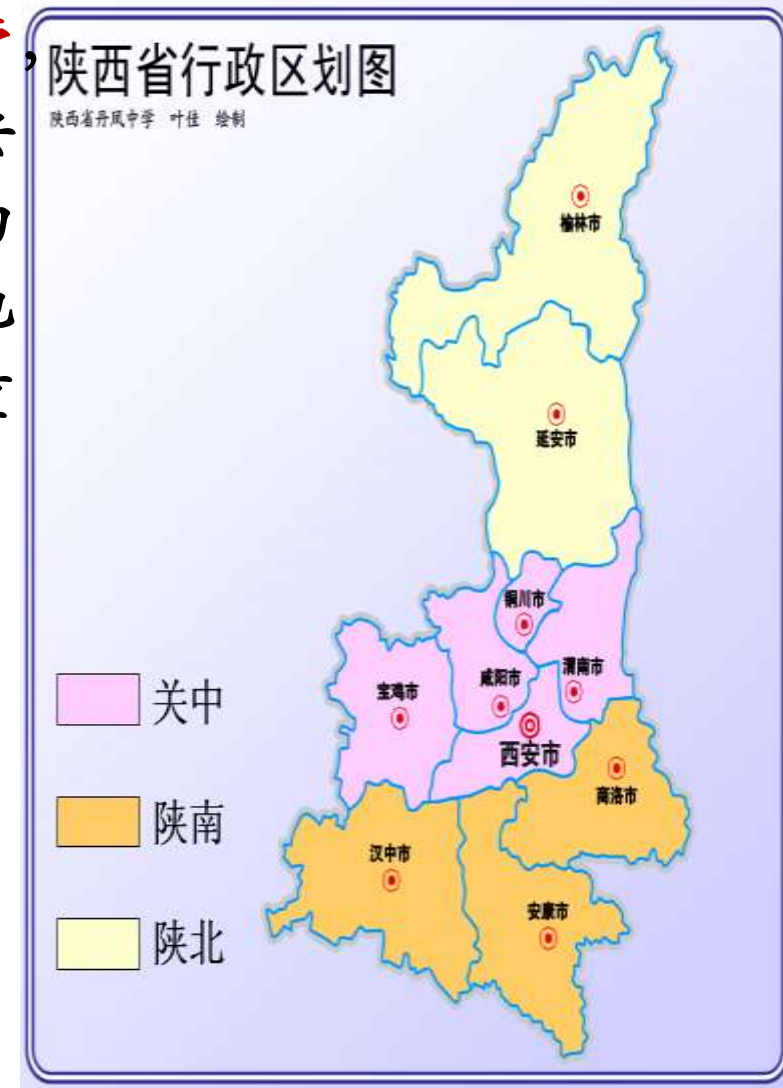 陕西省行政区划图
陕西省丹凤中学 叶佳 绘制
榆林市
延安市
铜川市
渭南市
咸阳市
宝鸡市
西安市
关中
商洛市
陕南
汉中市
安康市
陕北